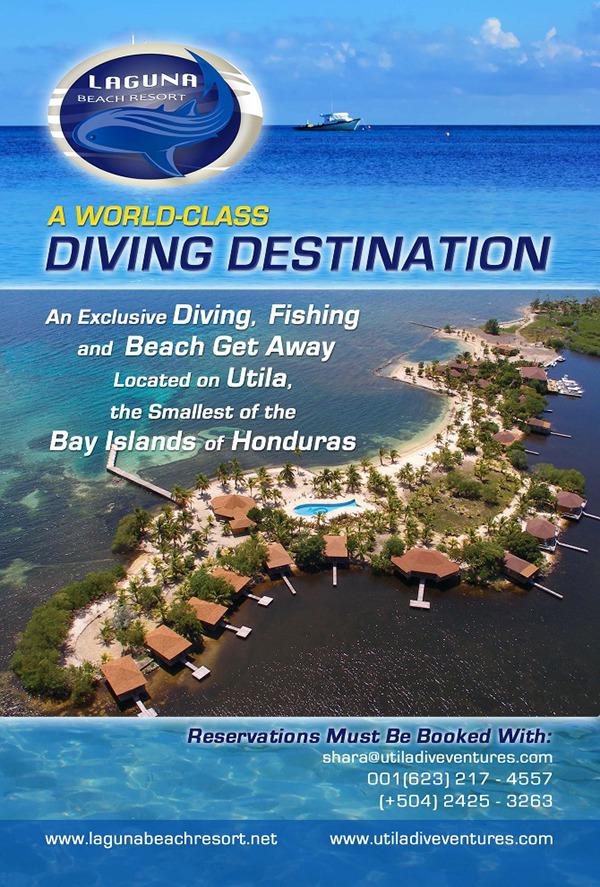 LAGUNA
BEACH RESORT
A WORLD-CLASS
DIVING DESTINATION
An Exclusive Diving, Fishing
and Beach Get Away
Located on Utila,
the Smallest of the
Bay Islands of Honduras
Reservations Must Be Booked With:
shara@utiladiveventures.com
001(623) 217 - 4557
(+504) 2425 - 3263
www.lagunabeachresort.net www.utiladiveventures.com